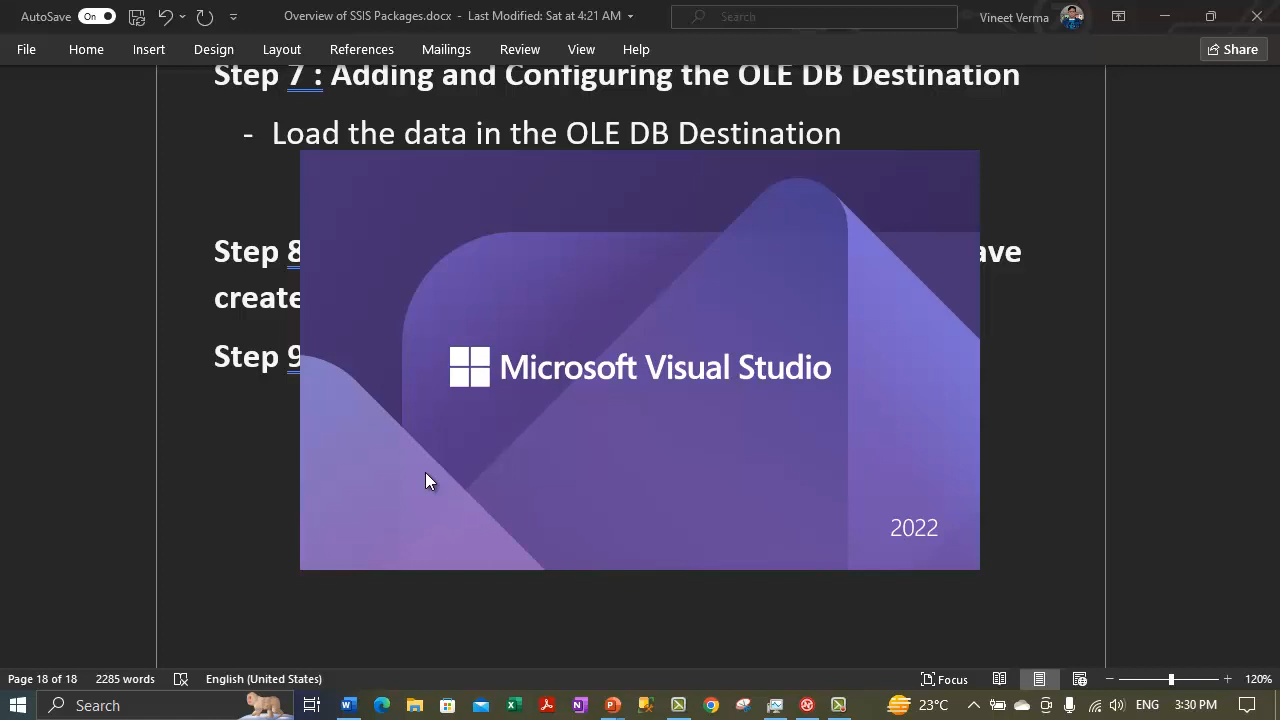 AutoSave On Overview of SSIS Packages.docx - Last Modified: Sat at 4:21 AM Search Vineet Verma
File Home Insert Design Layout References Mailings Review View Help Share
Step 7 : Adding and Configuring the OLE DB Destination
- Load the data in the OLE DB Destination
Step 8
create
Step 9
Microsoft Visual Studio
2022
Page 18 of 18 2285 words English (United States) Focus 120%
Search 23°C ENG 3:30 PM